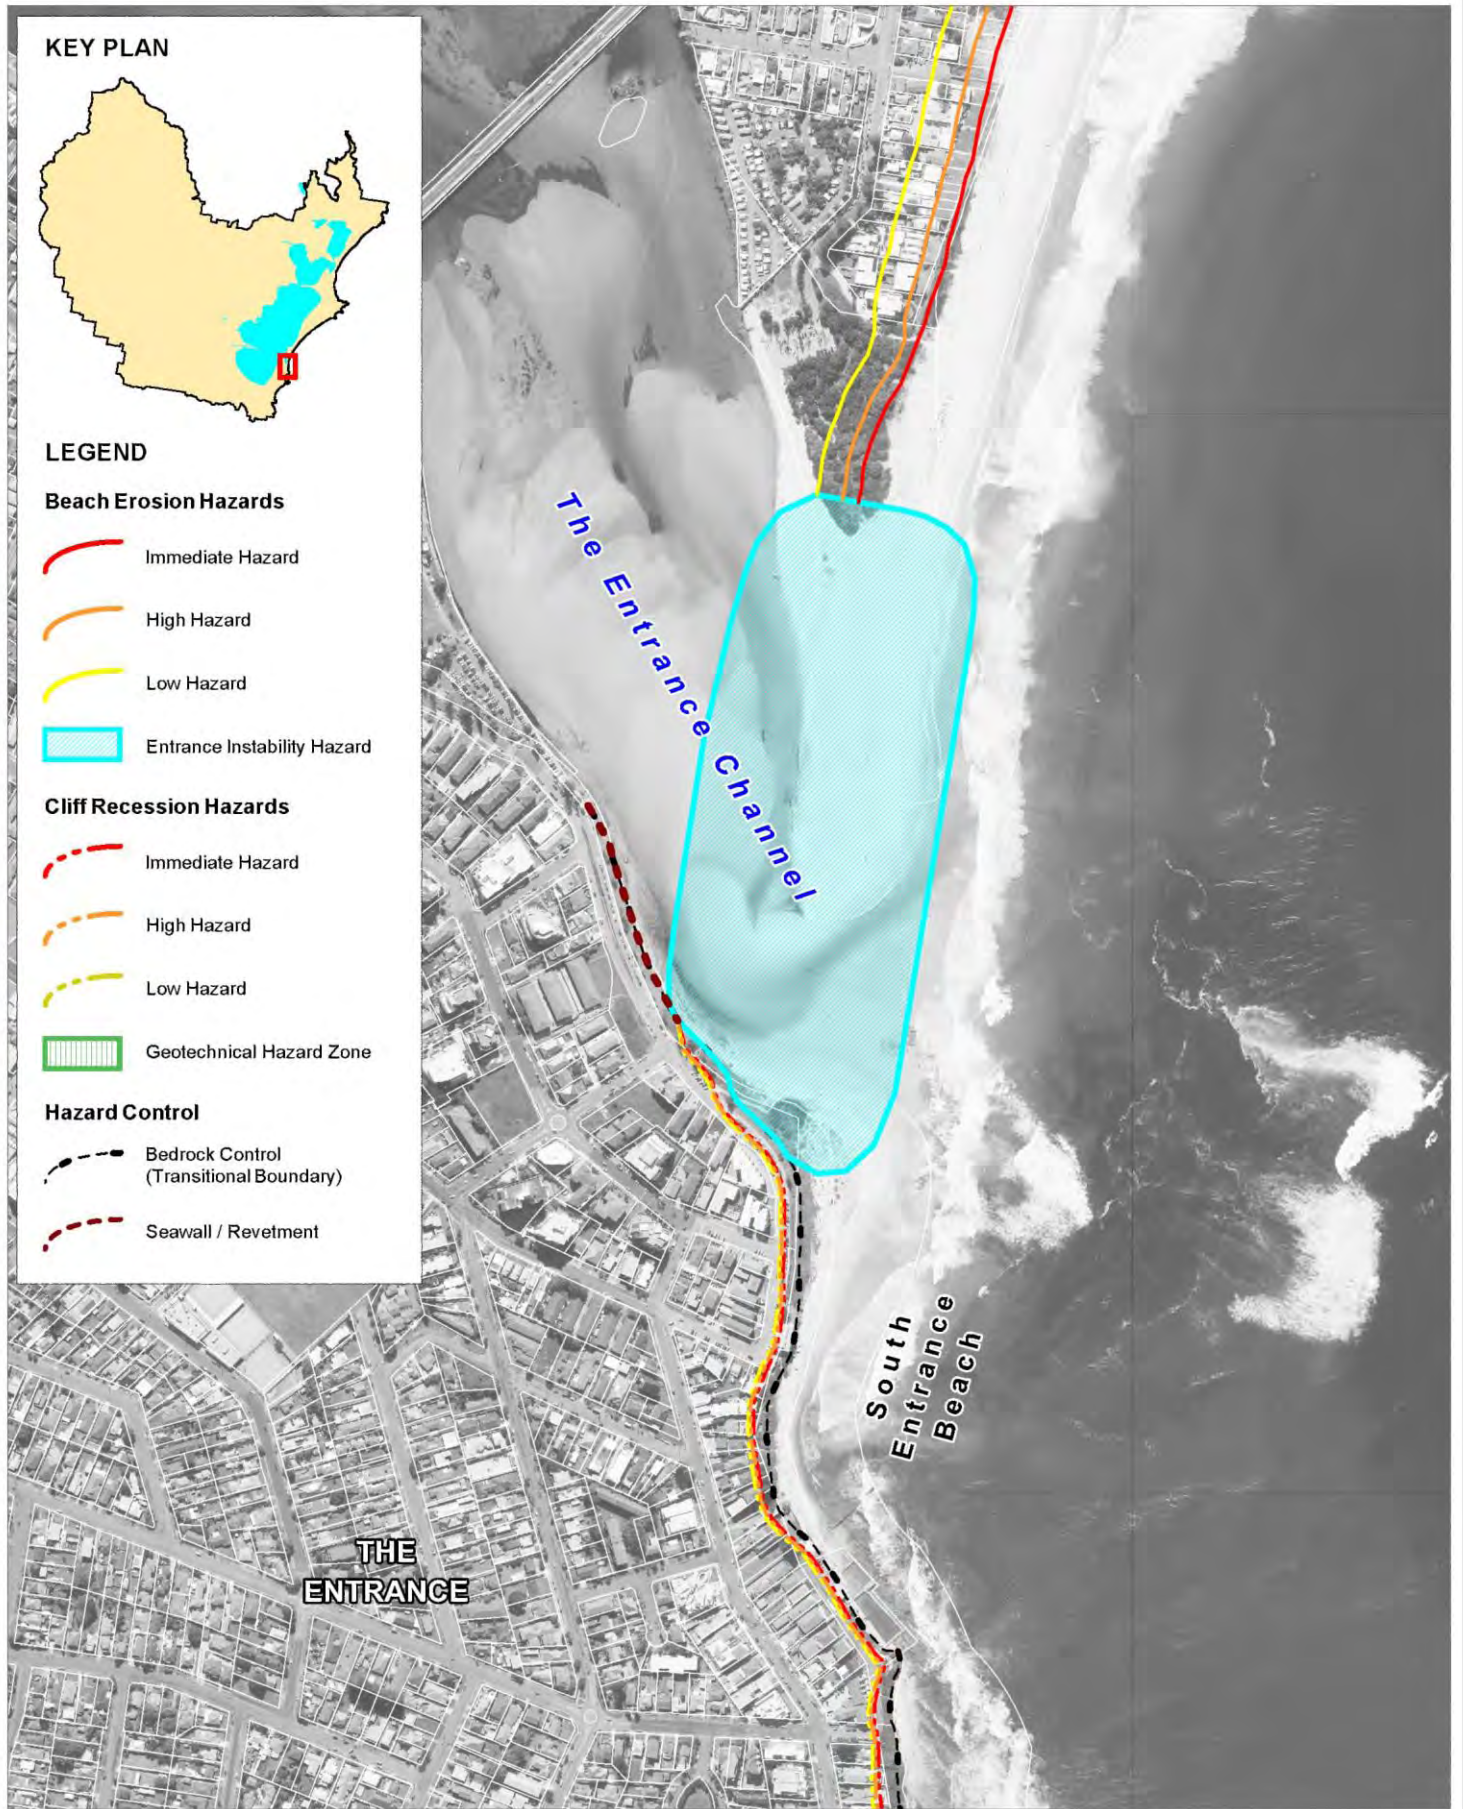 KEY PLAN
LEGEND
Beach Erosion Hazards
Immediate Hazard
High Hazard
Low Hazard
Entrance Instability Hazard
Cliff Recession Hazards
Immediate Hazard
High Hazard
Low Hazard
Geotechnical Hazard Zone
Hazard Control
Bedrock Control
(Transitional Boundary)
Seawall / Revetment
The Entrance Channel
South
Entrance
Beach
THE
ENTRANCE